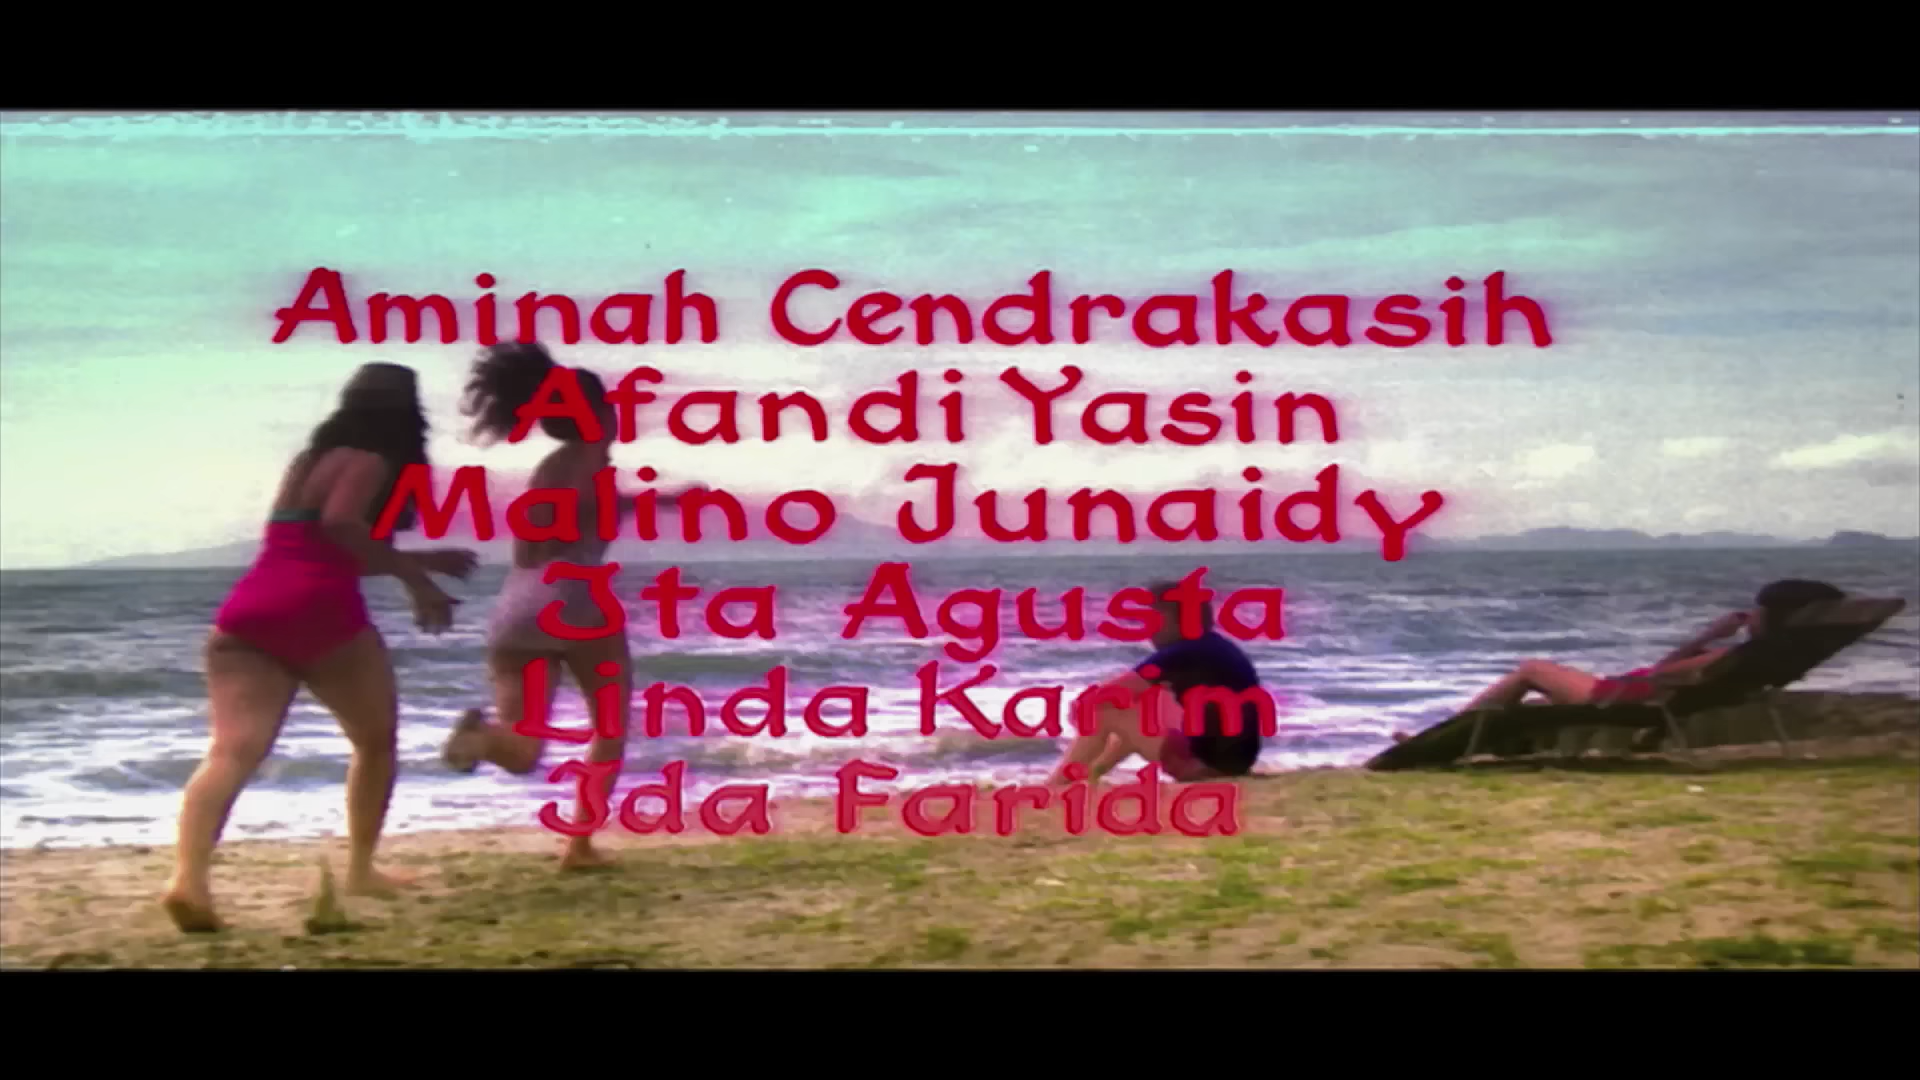 Aminah Cendrakasih
Afandi Yasin
Malino Junaidy
Ita Agusta
Linda Karim
Ida Farida